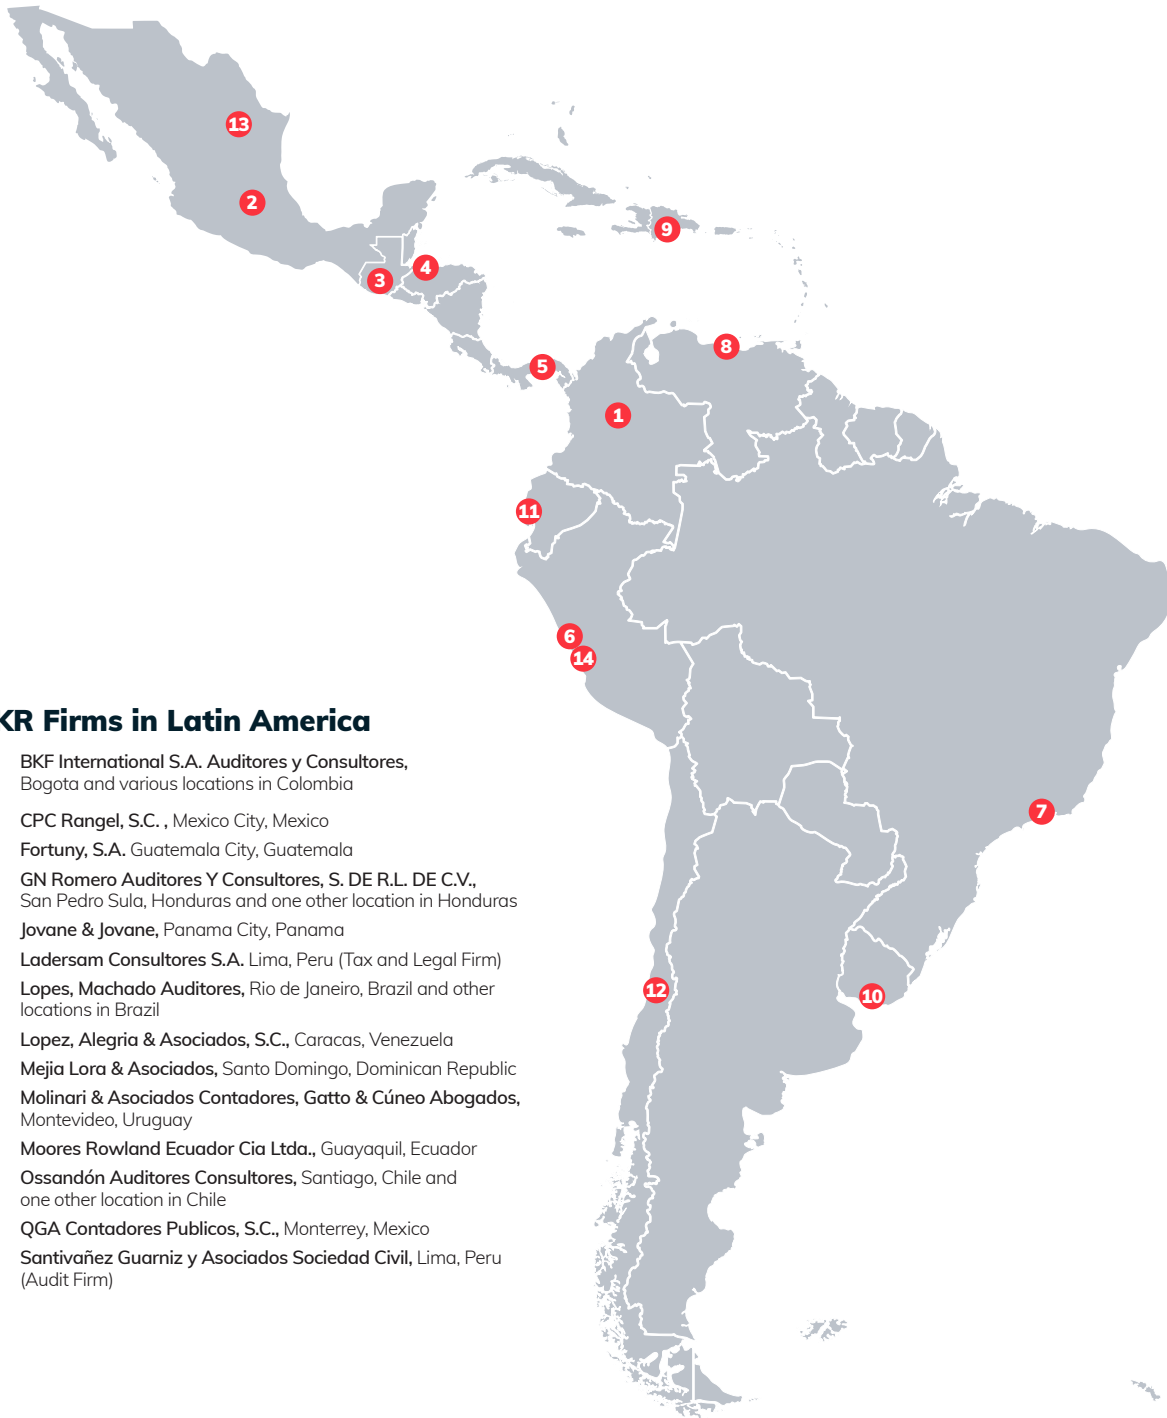 13
2
9
4
3
8
5
1
11
6
14
KR Firms in Latin America
BKF International S.A. Auditores y Consultores,
Bogota and various locations in Colombia
7
CPC Rangel, S.C. , Mexico City, Mexico
Fortuny, S.A. Guatemala City, Guatemala
GN Romero Auditores Y Consultores, S. DE R.L. DE C.V.,
San Pedro Sula, Honduras and one other location in Honduras
Jovane & Jovane, Panama City, Panama
Ladersam Consultores S.A. Lima, Peru (Tax and Legal Firm)
Lopes, Machado Auditores, Rio de Janeiro, Brazil and other
locations in Brazil
12
10
Lopez, Alegria & Asociados, S.C., Caracas, Venezuela
Mejia Lora & Asociados, Santo Domingo, Dominican Republic
Molinari & Asociados Contadores, Gatto & Cúneo Abogados,
Montevideo, Uruguay
Moores Rowland Ecuador Cia Ltda., Guayaquil, Ecuador
Ossandón Auditores Consultores, Santiago, Chile and
one other location in Chile
QGA Contadores Publicos, S.C., Monterrey, Mexico
Santivañez Guarniz y Asociados Sociedad Civil, Lima, Peru
(Audit Firm)